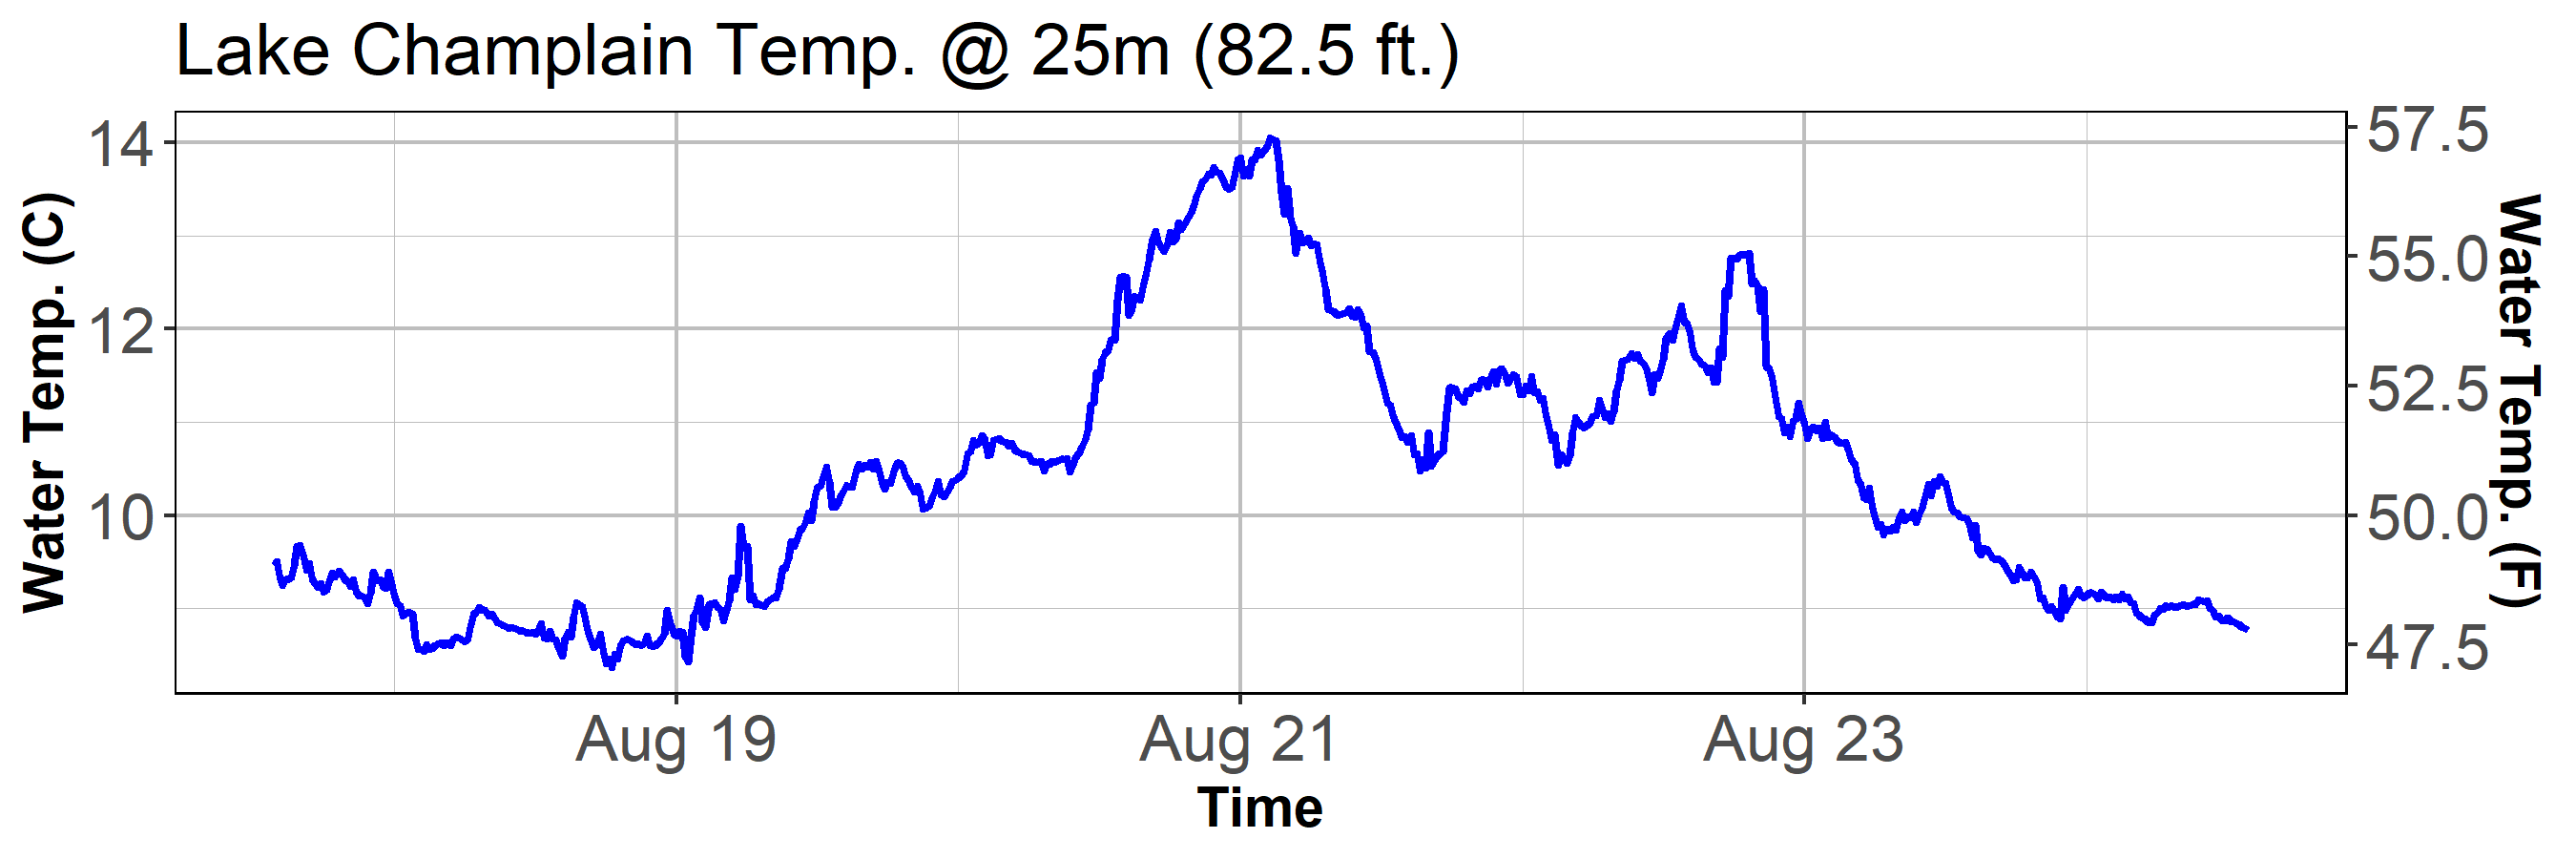 Lake Champlain Temp. @ 25m (82.5 ft.)
Water Temp. (C)
14
12
10
57.5
55.0
52.5
50.0
47.5
Water Temp. (F)
Aug 19
Aug 21
Aug 23
Time